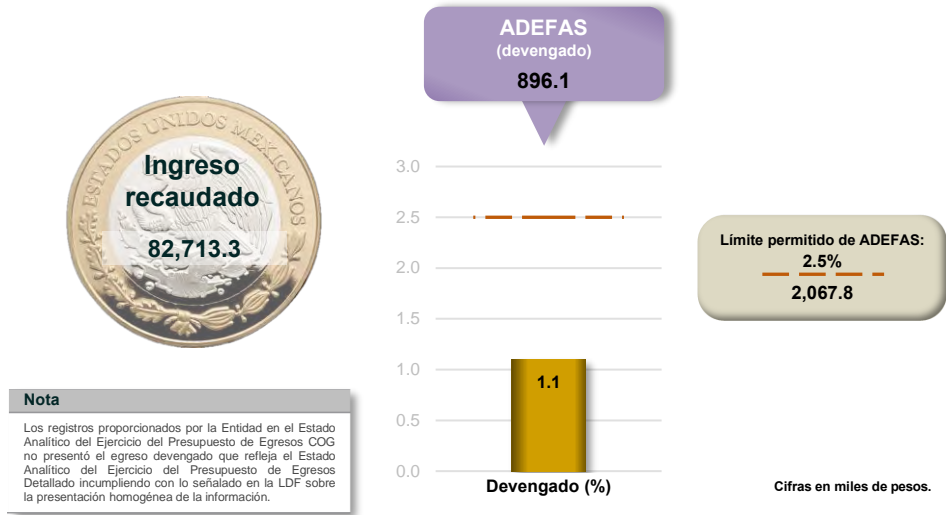 ADEFAS
(devengado)
896.1
ESTADOS UNIDOS MEXICANOS
Ingreso
recaudado
82,713.3
3.0
2.5
2.0
1.5
1.0
0.5
0.0
1.1
Devengado (%)
Límite permitido de ADEFAS:
2.5%
2,067.8
Nota
Los registros proporcionados por la Entidad en el Estado
Analítico del Ejercicio del Presupuesto de Egresos COG
no presentó el egreso devengado que refleja el Estado
Analítico del Ejercicio del Presupuesto de Egresos
Detallado incumpliendo con lo señalado en la LDF sobre
la presentación homogénea de la información.
Cifras en miles de pesos.